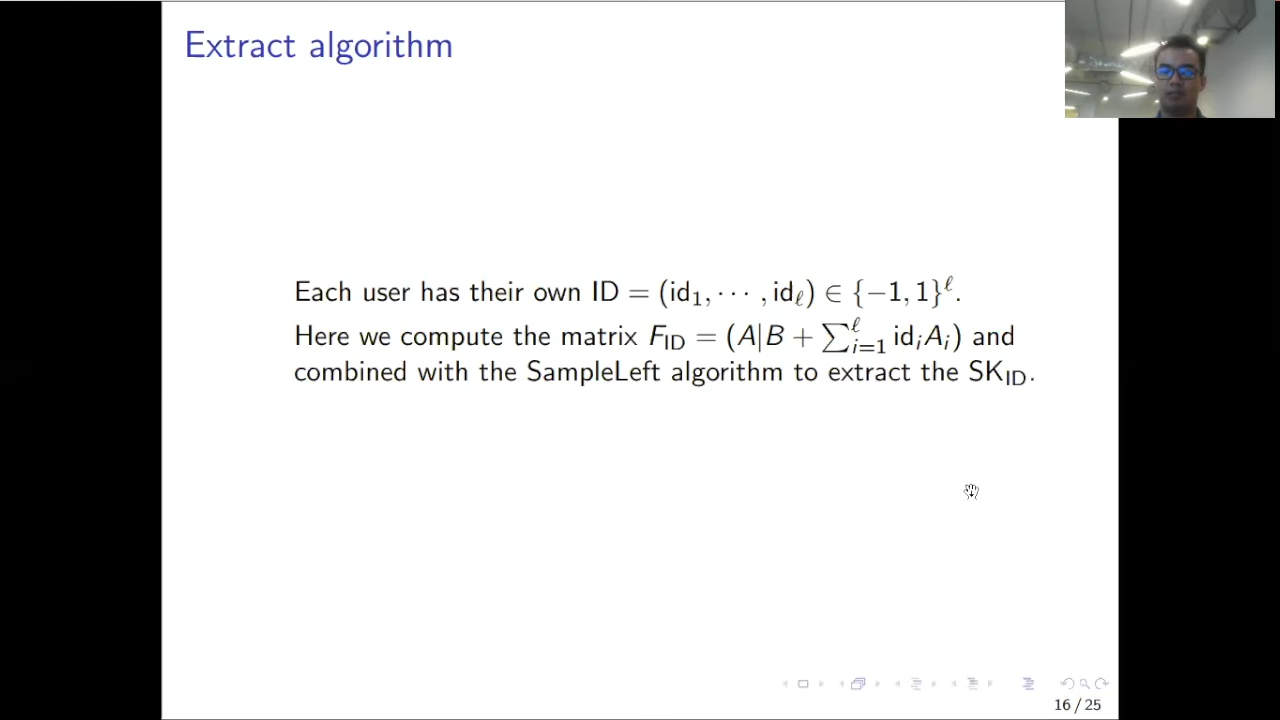 Extract algorithm
Each user has their own ID = (id₁, ⋯ , id_ℓ) ∈ {−1, 1}^ℓ.
Here we compute the matrix F_ID = (A|B + ∑_{i=1}^ℓ id_i A_i) and
combined with the SampleLeft algorithm to extract the SK_ID.
16 / 25